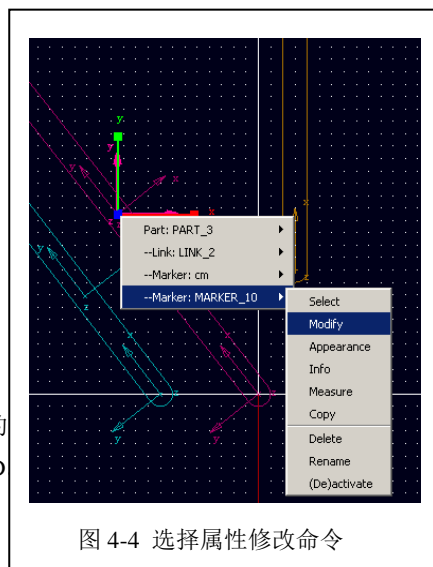 y
y
x
x
Part: PART_3
--Link: LINK_2
--Marker: cm
--Marker: MARKER_10
Select
Modify
Appearance
Info
Measure
Copy
Delete
Rename
(De)activate
y
z
x
x
y
y
的
图 4-4 选择属性修改命令